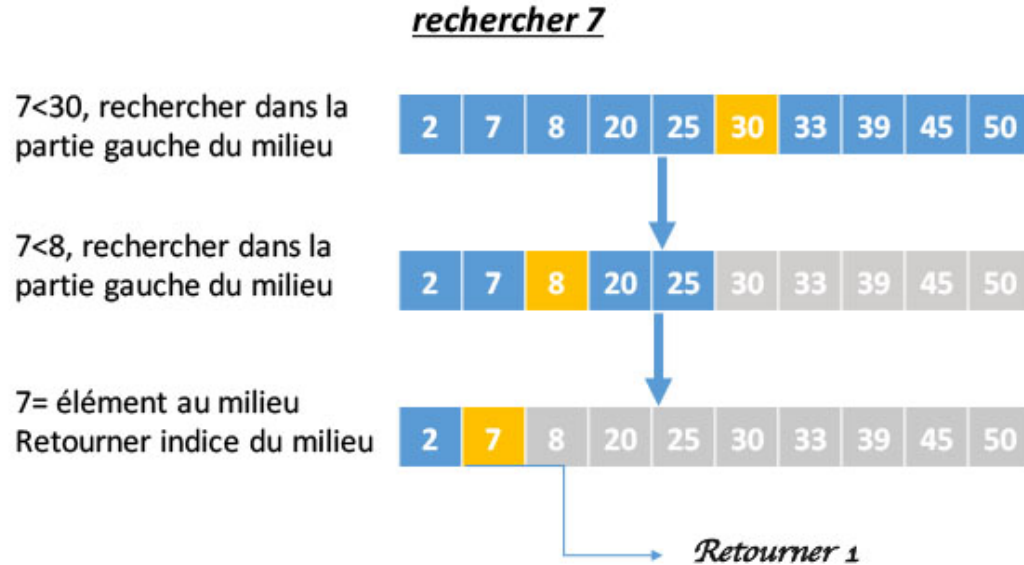 rechercher 7
7<30, rechercher dans la
partie gauche du milieu
2 7 8 20 25 30 33 39 45 50
7<8, rechercher dans la
partie gauche du milieu
2 7 8 20 25 30 33 39 45 50
7= élément au milieu
Retourner indice du milieu
2 7 8 20 25 30 33 39 45 50
Retourner 1